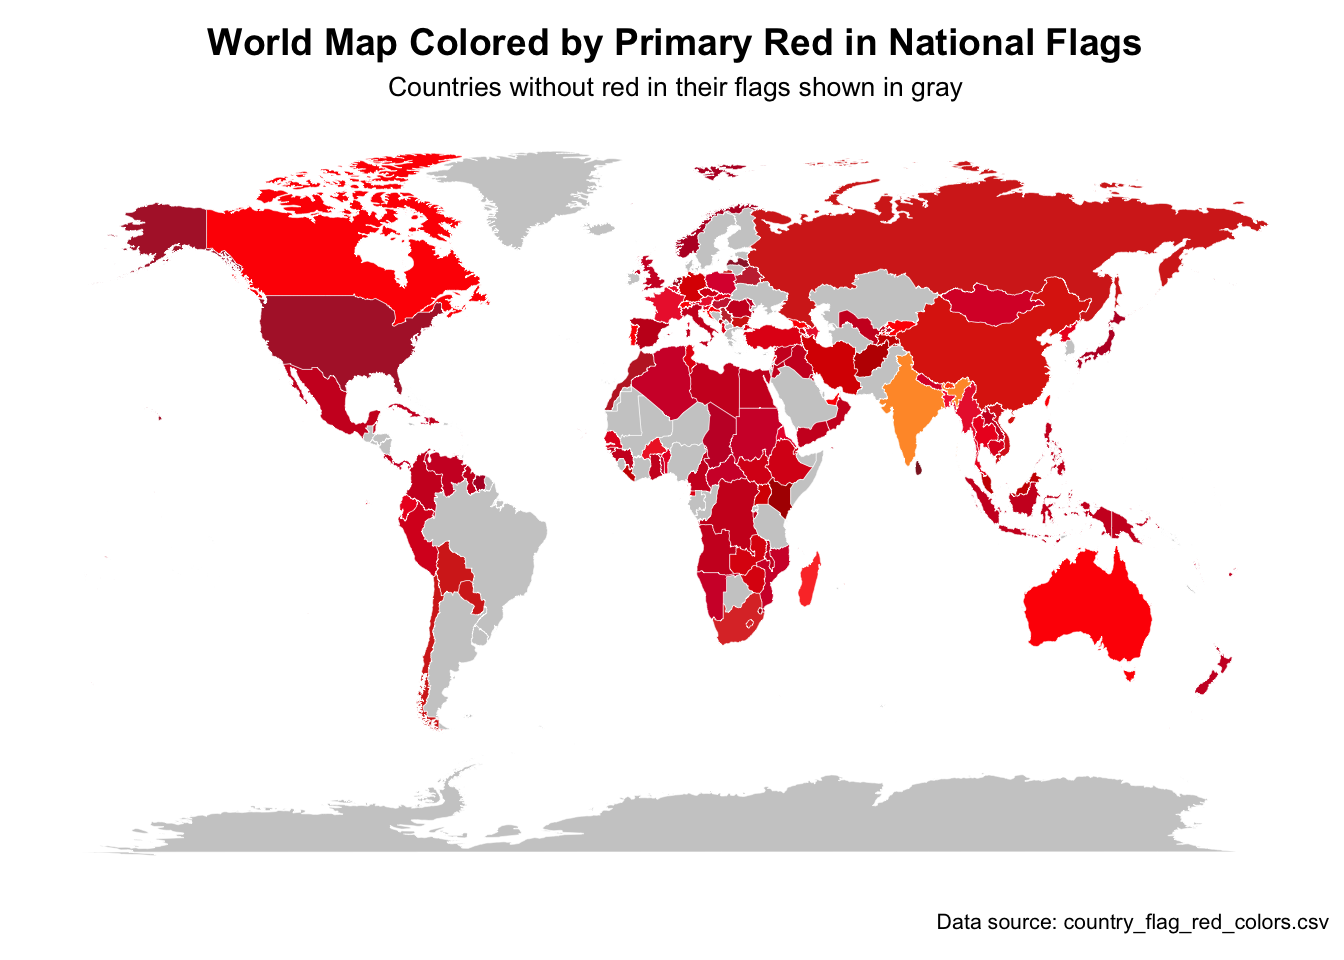 World Map Colored by Primary Red in National Flags
Countries without red in their flags shown in gray
Data source: country_flag_red_colors.csv